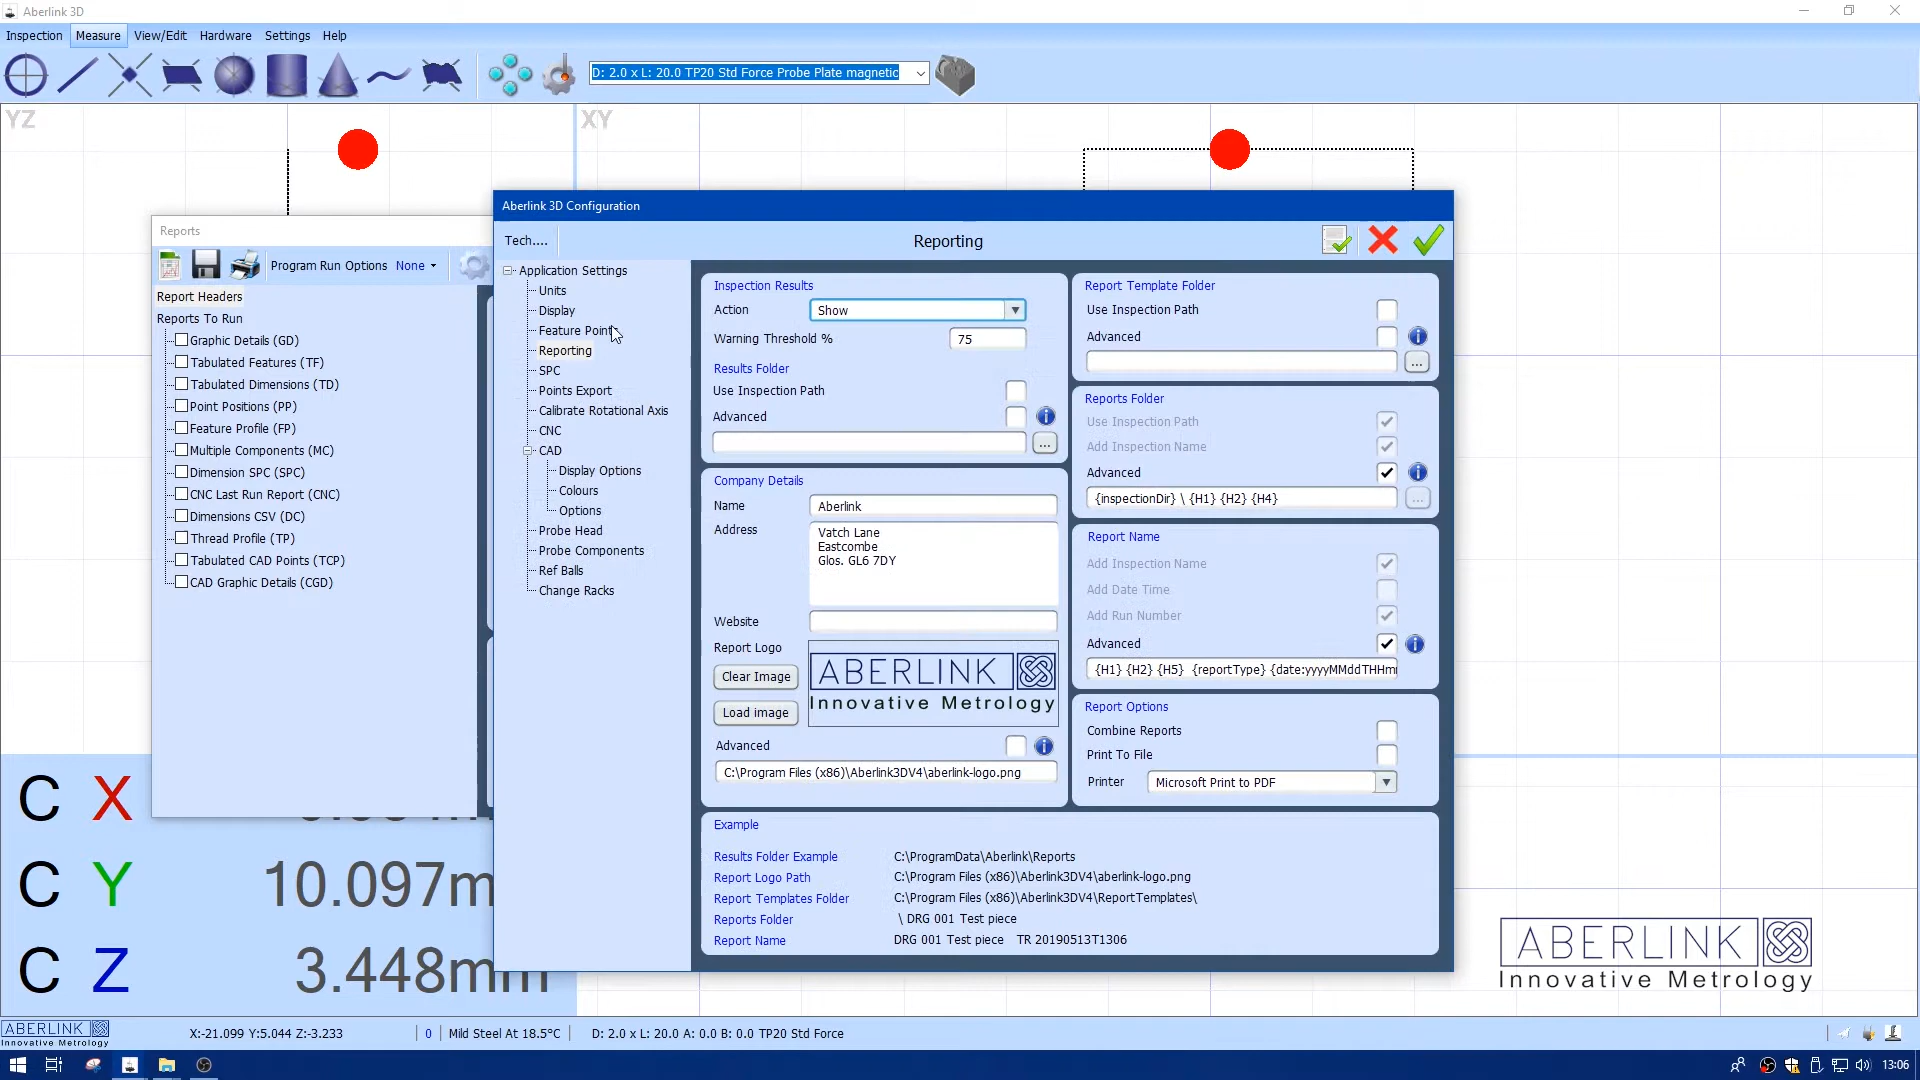 Aberlink 3D
Inspection Measure View/Edit Hardware Settings Help
D: 2.0 x L: 20.0 TP20 Std Force Probe Plate magnetic
YZ
XY
Reports
Program Run Options None
Report Headers
Reports To Run
Graphic Details (GD)
Tabulated Features (TF)
Tabulated Dimensions (TD)
Point Positions (PP)
Feature Profile (FP)
Multiple Components (MC)
Dimension SPC (SPC)
CNC Last Run Report (CNC)
Dimensions CSV (DC)
Thread Profile (TP)
Tabulated CAD Points (TCP)
CAD Graphic Details (CGD)
Aberlink 3D Configuration
Tech....
Reporting
Application Settings
Units
Display
Feature Points
Reporting
SPC
Points Export
Calibrate Rotational Axis
CNC
CAD
Display Options
Colours
Options
Probe Head
Probe Components
Ref Balls
Change Racks
Inspection Results
Action Show
Warning Threshold % 75
Results Folder
Use Inspection Path
Advanced
...
Company Details
Name Aberlink
Address Vatch Lane
Eastcombe
Glos. GL6 7DY
Website
Report Logo
Clear Image
Load image
ABERLINK
Innovative Metrology
Advanced
C:\Program Files (x86)\Aberlink3DV4\aberlink-logo.png
Report Template Folder
Use Inspection Path
Advanced
...
Reports Folder
Use Inspection Path
Add Inspection Name
Advanced
{inspectionDir} \ {H1} {H2} {H4}
...
Report Name
Add Inspection Name
Add Date Time
Add Run Number
Advanced
{H1} {H2} {H5} {reportType} {date:yyyyMMddTHHm
Report Options
Combine Reports
Print To File
Printer Microsoft Print to PDF
Example
Results Folder Example C:\ProgramData\Aberlink\Reports
Report Logo Path C:\Program Files (x86)\Aberlink3DV4\aberlink-logo.png
Report Templates Folder C:\Program Files (x86)\Aberlink3DV4\ReportTemplates\
Reports Folder \ DRG 001 Test piece
Report Name DRG 001 Test piece TR 20190513T1306
C X
C Y 10.097m
C Z 3.448mm
ABERLINK
Innovative Metrology
ABERLINK
Innovative Metrology
X:-21.099 Y:5.044 Z:-3.233
0
Mild Steel At 18.5°C
D: 2.0 x L: 20.0 A: 0.0 B: 0.0 TP20 Std Force
13:06